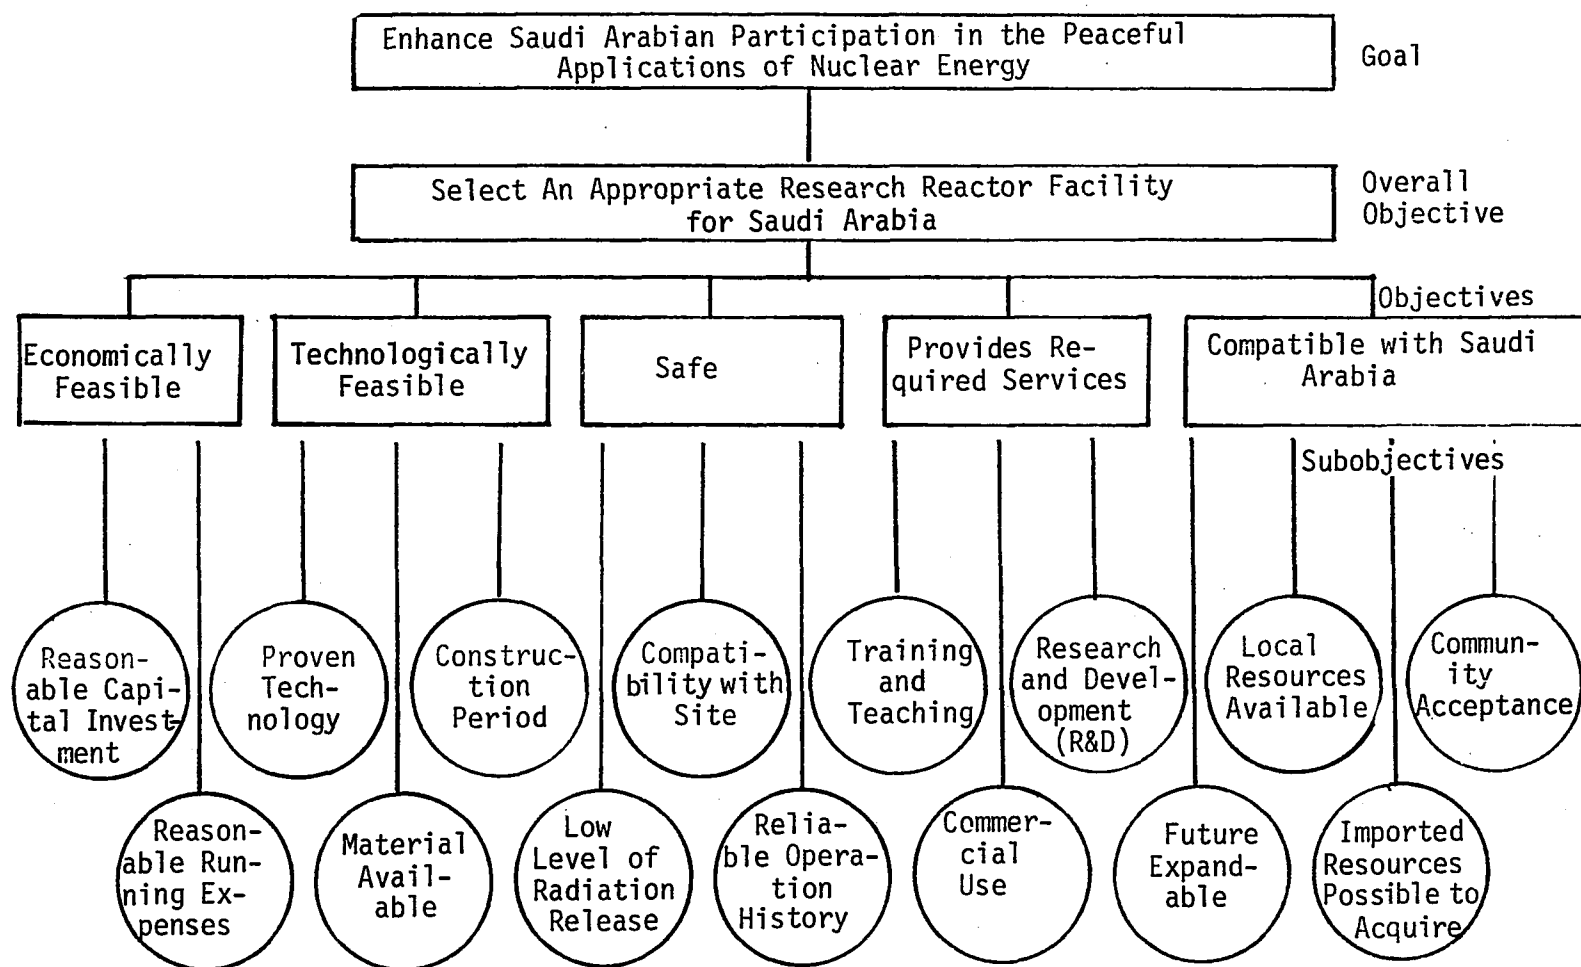 Enhance Saudi Arabian Participation in the Peaceful
Applications of Nuclear Energy
Goal
Select An Appropriate Research Reactor Facility
for Saudi Arabia
Overall
Objective
Objectives
Economically
Feasible
Technologically
Feasible
Safe
Provides Re-
quired Services
Compatible with Saudi
Arabia
Subobjectives
Reason-
able Capi-
tal Invest-
ment
Proven
Tech-
nology
Construc-
tion
Period
Compati-
bility with
Site
Training
and
Teaching
Research
and Devel-
opment
(R&D)
Local
Resources
Available
Commun-
ity
Acceptance
Reason-
able Run-
ning Ex-
penses
Material
Avail-
able
Low
Level of
Radiation
Release
Relia-
ble Opera-
tion
History
Commer-
cial
Use
Future
Expand-
able
Imported
Resources
Possible to
Acquire